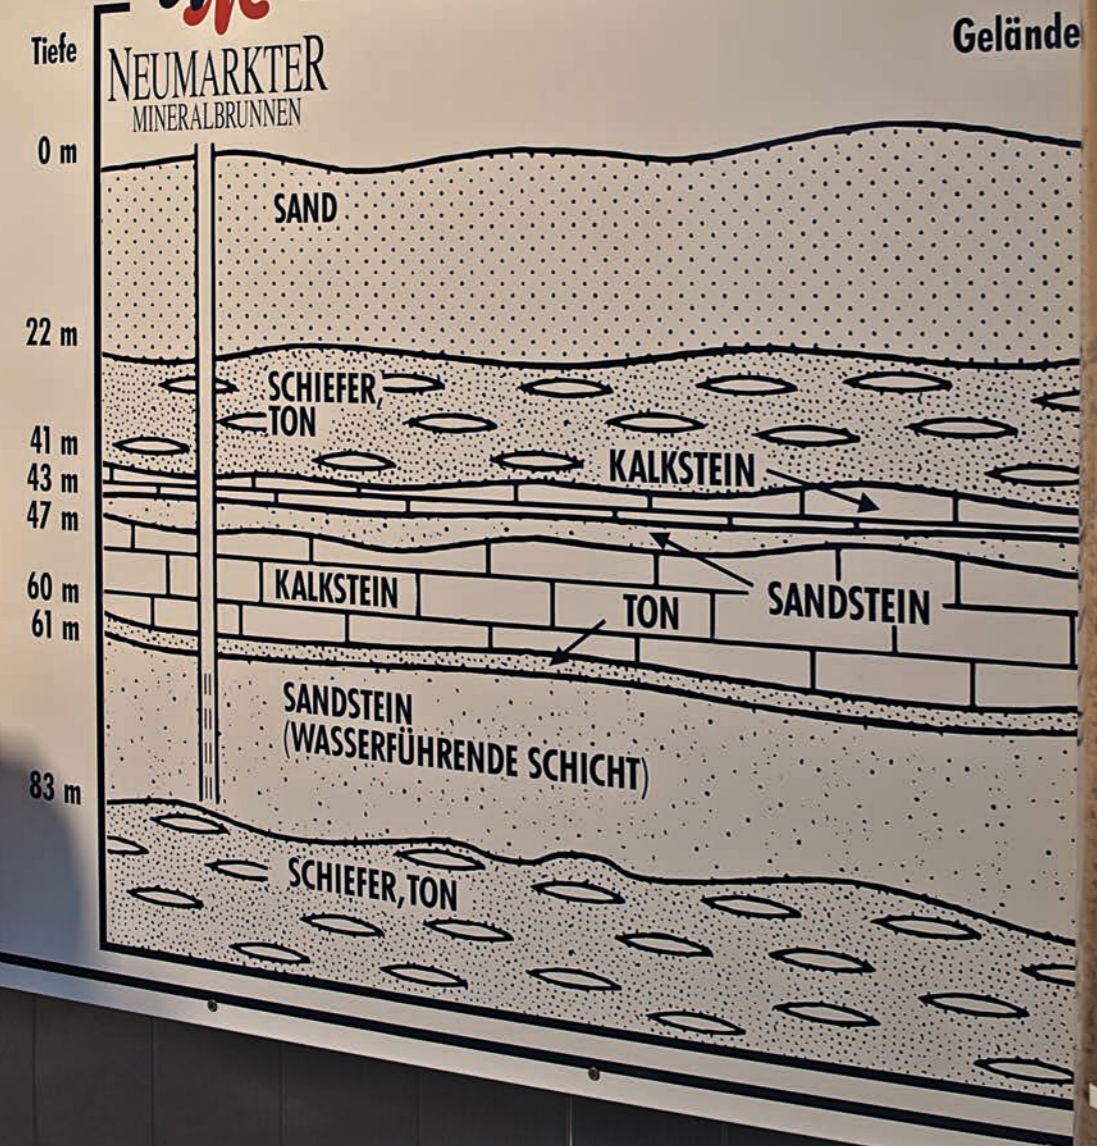 Tiefe
NEUMARKTER
MINERALBRUNNEN
Gelände
0 m
SAND
22 m
SCHIEFER,
TON
41 m
KALKSTEIN
43 m
47 m
60 m
KALKSTEIN
TON
SANDSTEIN
61 m
SANDSTEIN
(WASSERFÜHRENDE SCHICHT)
83 m
SCHIEFER, TON